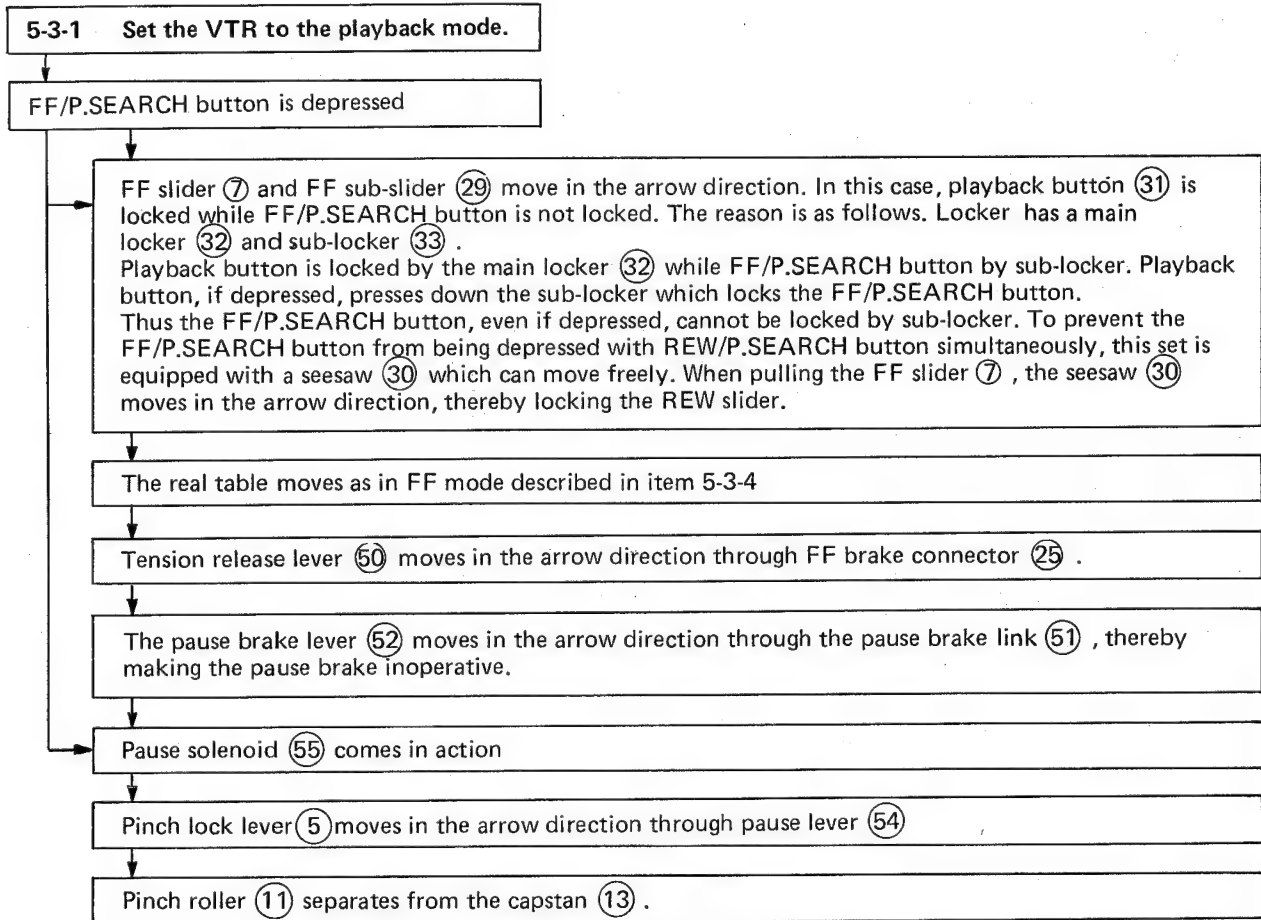 5-3-1 Set the VTR to the playback mode.
FF/P.SEARCH button is depressed
FF slider ⑦ and FF sub-slider ㉙ move in the arrow direction. In this case, playback button ㉛ is
locked while FF/P.SEARCH button is not locked. The reason is as follows. Locker has a main
locker ㉜ and sub-locker ㉝ .
Playback button is locked by the main locker ㉜ while FF/P.SEARCH button by sub-locker. Playback
button, if depressed, presses down the sub-locker which locks the FF/P.SEARCH button.
Thus the FF/P.SEARCH button, even if depressed, cannot be locked by sub-locker. To prevent the
FF/P.SEARCH button from being depressed with REW/P.SEARCH button simultaneously, this set is
equipped with a seesaw ㉚ which can move freely. When pulling the FF slider ⑦ , the seesaw ㉚
moves in the arrow direction, thereby locking the REW slider.
The real table moves as in FF mode described in item 5-3-4
Tension release lever ㊿ moves in the arrow direction through FF brake connector ㉕ .
The pause brake lever (52) moves in the arrow direction through the pause brake link (51) , thereby
making the pause brake inoperative.
Pause solenoid (55) comes in action
Pinch lock lever ⑤ moves in the arrow direction through pause lever (54)
Pinch roller ⑪ separates from the capstan ⑬ .